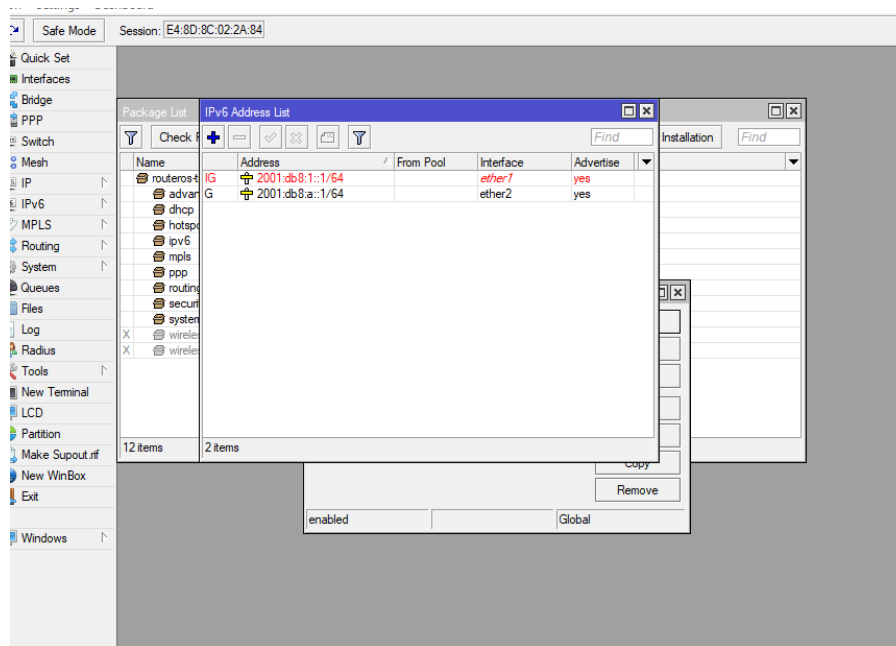 Safe Mode
Session: E4:8D:8C:02:2A:84
Quick Set
Interfaces
Bridge
PPP
Switch
Mesh
IP
IPv6
MPLS
Routing
System
Queues
Files
Log
Radius
Tools
New Terminal
LCD
Partition
Make Supout.rif
New WinBox
Exit
Windows
Package List
Check
Installation
Find
Name
advan
dhcp
hotsp
ipv6
mpls
ppp
routing
securi
system
X wirele
X wirele
12 items
IPv6 Address List
Find
Address From Pool Interface Advertise
IG 2001:db8:1::1/64 ether1 yes
G 2001:db8:a::1/64 ether2 yes
2 items
Copy
Remove
enabled Global